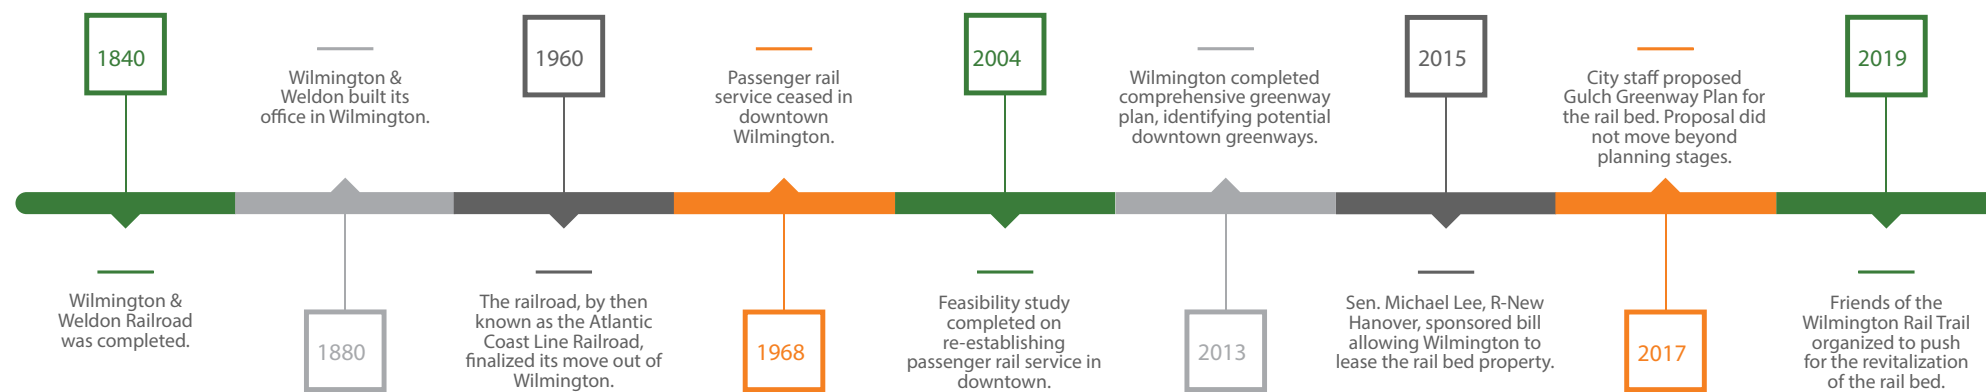 1840
Wilmington &
Weldon Railroad
was completed.
Wilmington &
Weldon built its
office in Wilmington.
1880
1960
The railroad, by then
known as the Atlantic
Coast Line Railroad,
finalized its move out of
Wilmington.
Passenger rail
service ceased in
downtown
Wilmington.
1968
2004
Feasibility study
completed on
re-establishing
passenger rail service in
downtown.
Wilmington completed
comprehensive greenway
plan, identifying potential
downtown greenways.
2013
2015
Sen. Michael Lee, R-New
Hanover, sponsored bill
allowing Wilmington to
lease the rail bed property.
City staff proposed
Gulch Greenway Plan for
the rail bed. Proposal did
not move beyond
planning stages.
2017
2019
Friends of the
Wilmington Rail Trail
organized to push
for the revitalization
of the rail bed.